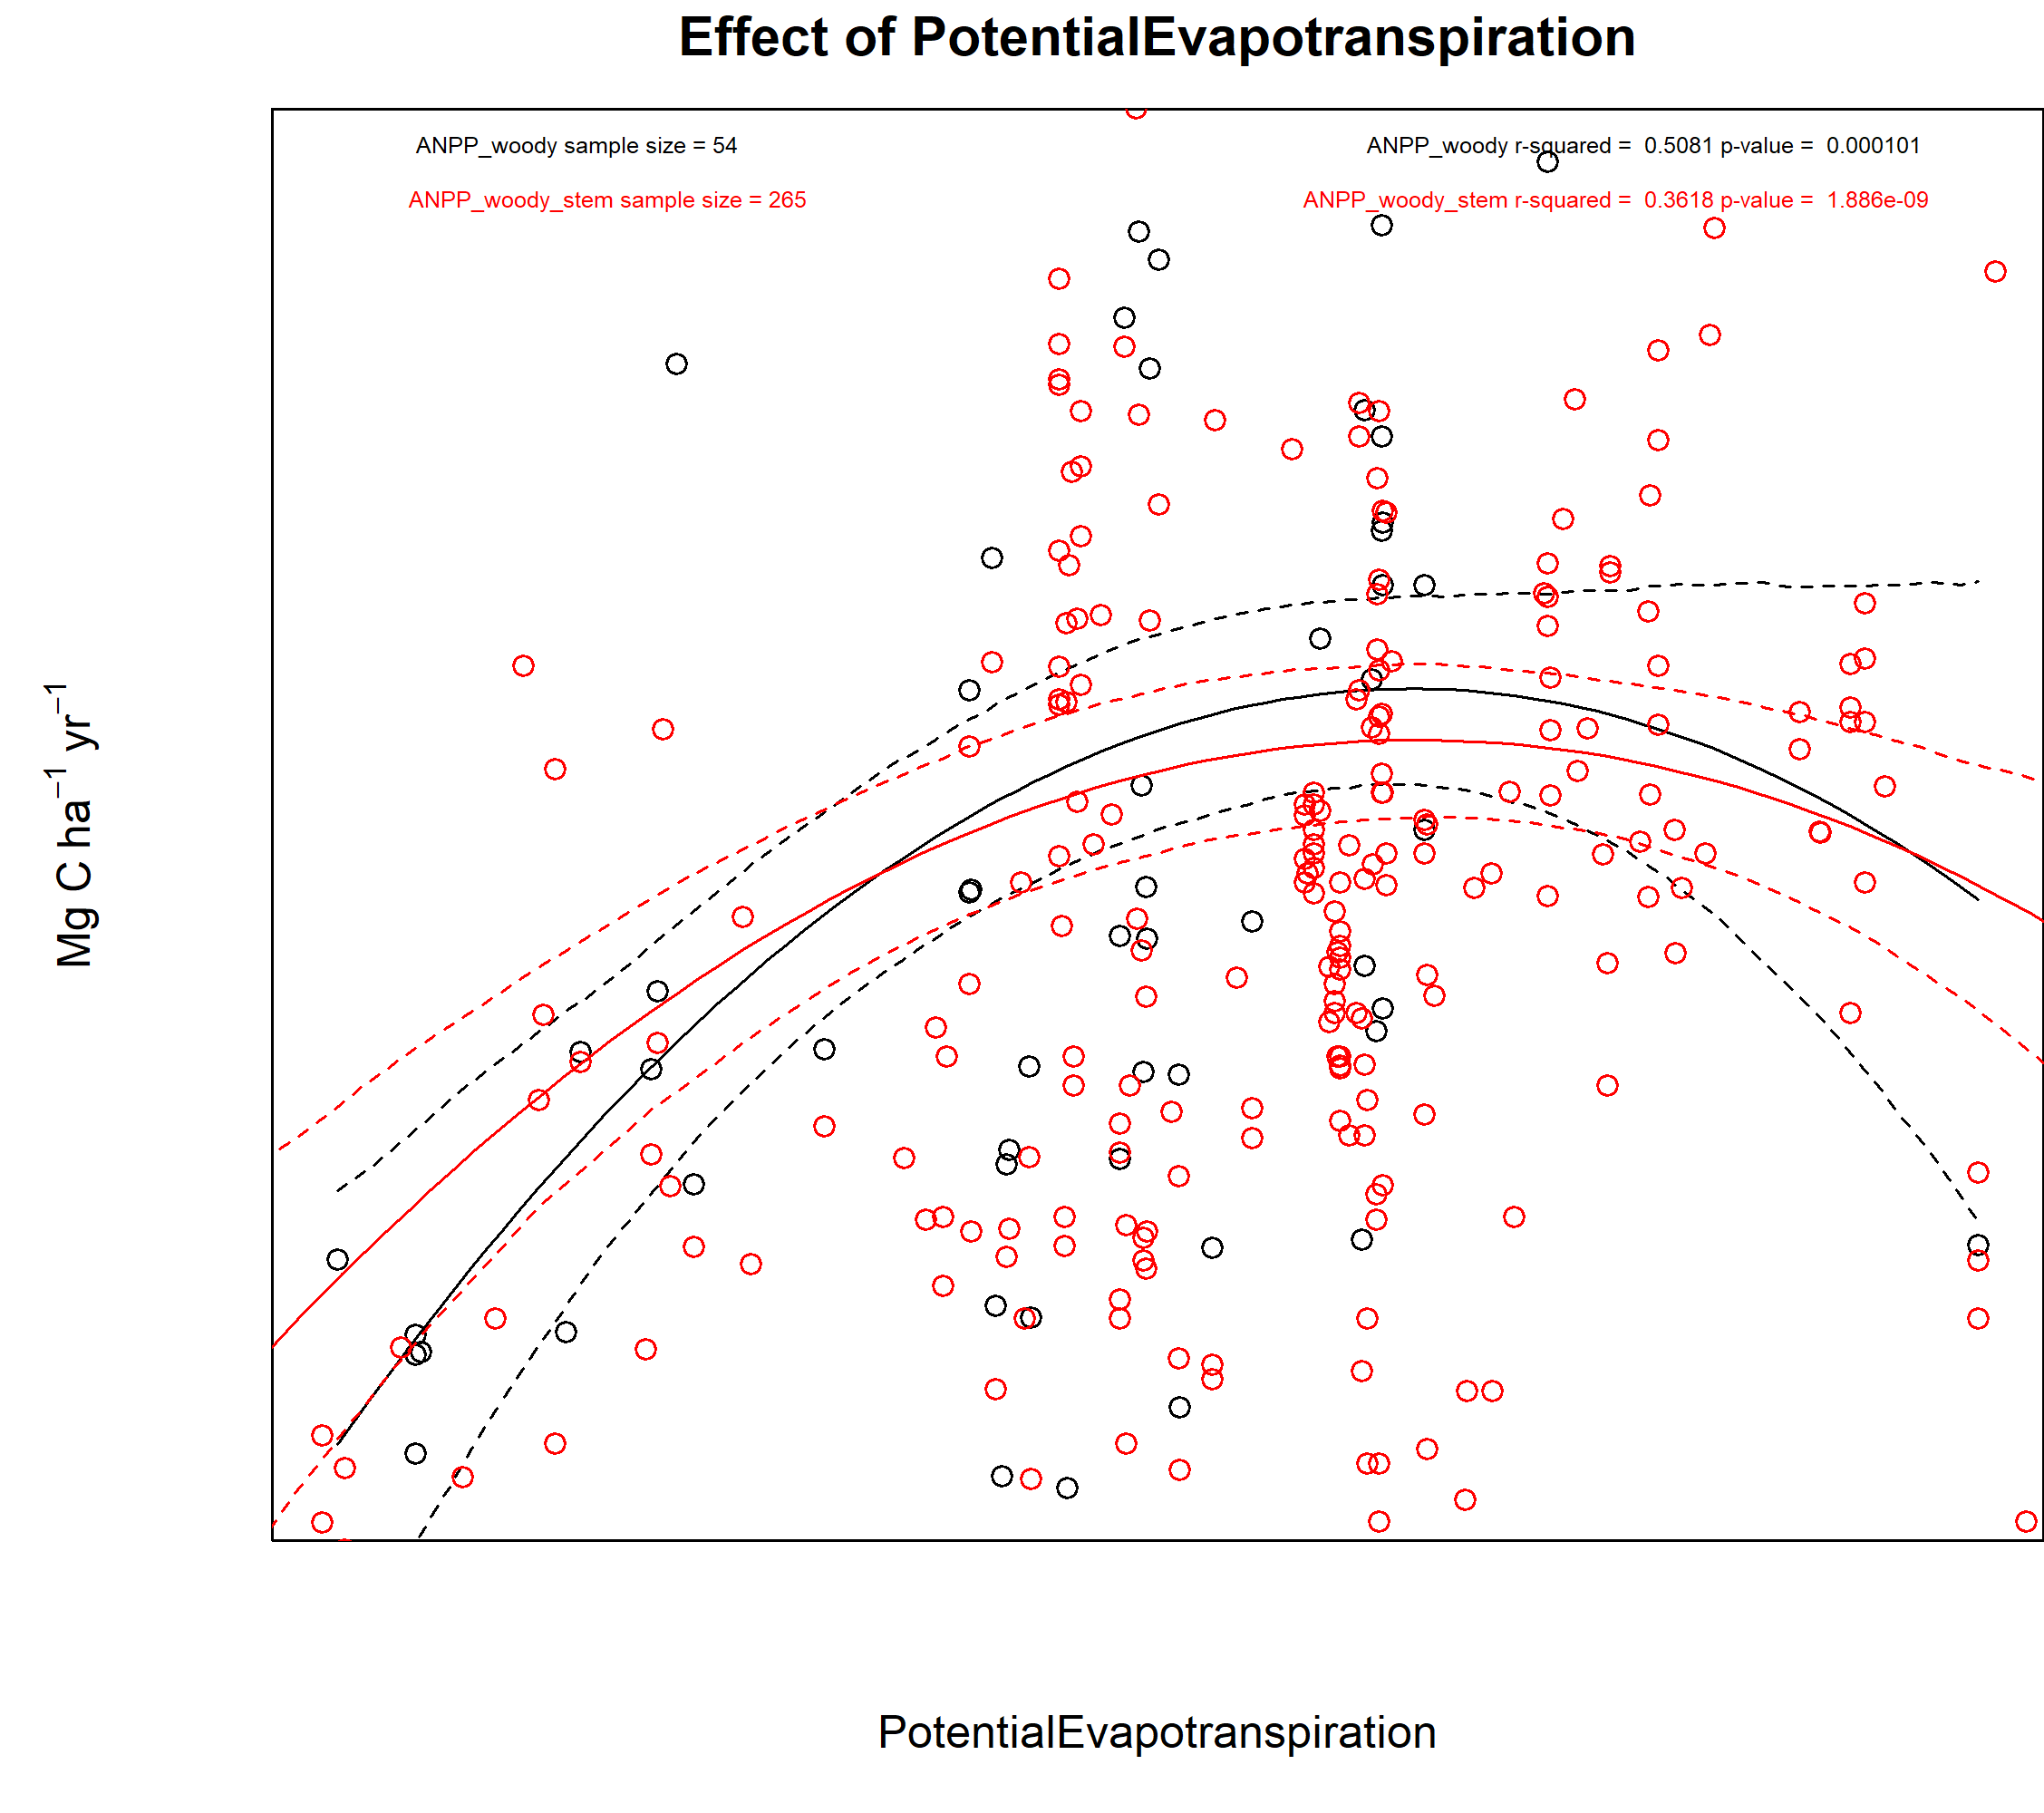 Effect of PotentialEvapotranspiration
ANPP_woody sample size = 54
ANPP_woody r-squared = 0.5081 p-value = 0.000101
ANPP_woody_stem sample size = 265
ANPP_woody_stem r-squared = 0.3618 p-value = 1.886e-09
Mg C ha⁻¹ yr⁻¹
PotentialEvapotranspiration